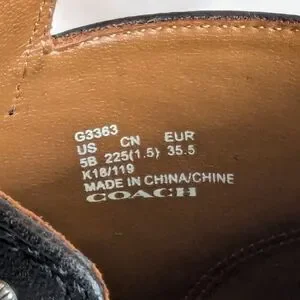 G3363
US CN EUR
5B 225(1.5) 35.5
K18/119
MADE IN CHINA/CHINE
COACH